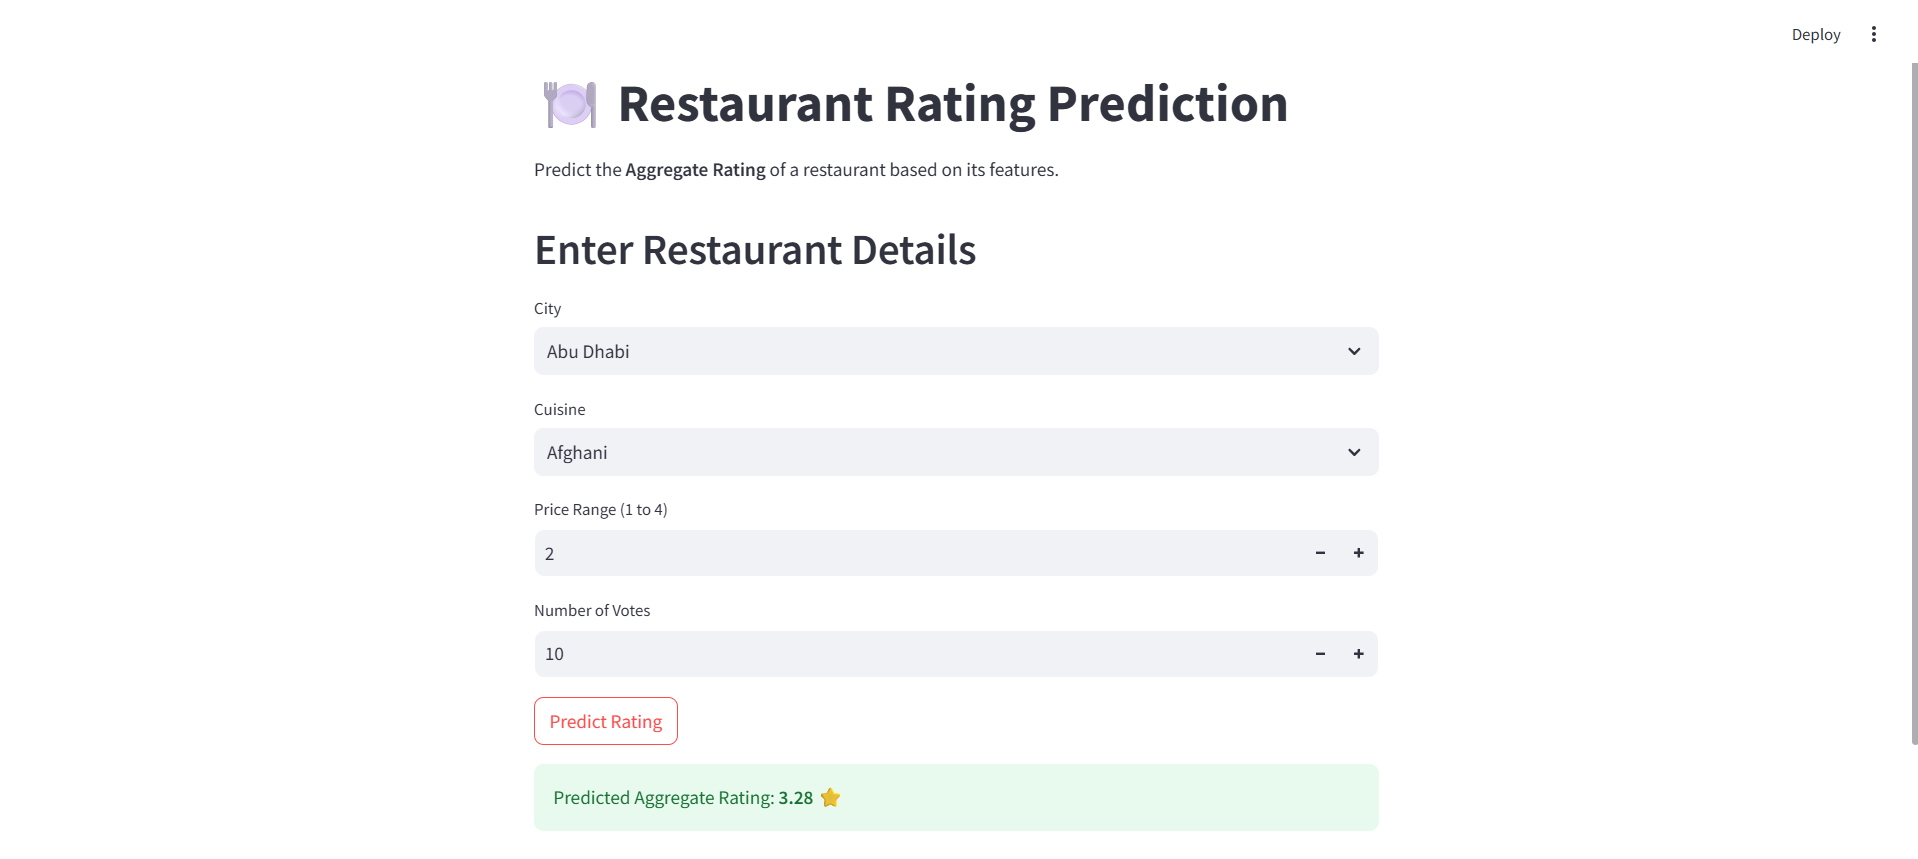 Deploy
Restaurant Rating Prediction
Predict the Aggregate Rating of a restaurant based on its features.
Enter Restaurant Details
City
Abu Dhabi
Cuisine
Afghani
Price Range (1 to 4)
2
Number of Votes
10
Predict Rating
Predicted Aggregate Rating: 3.28 ⭐